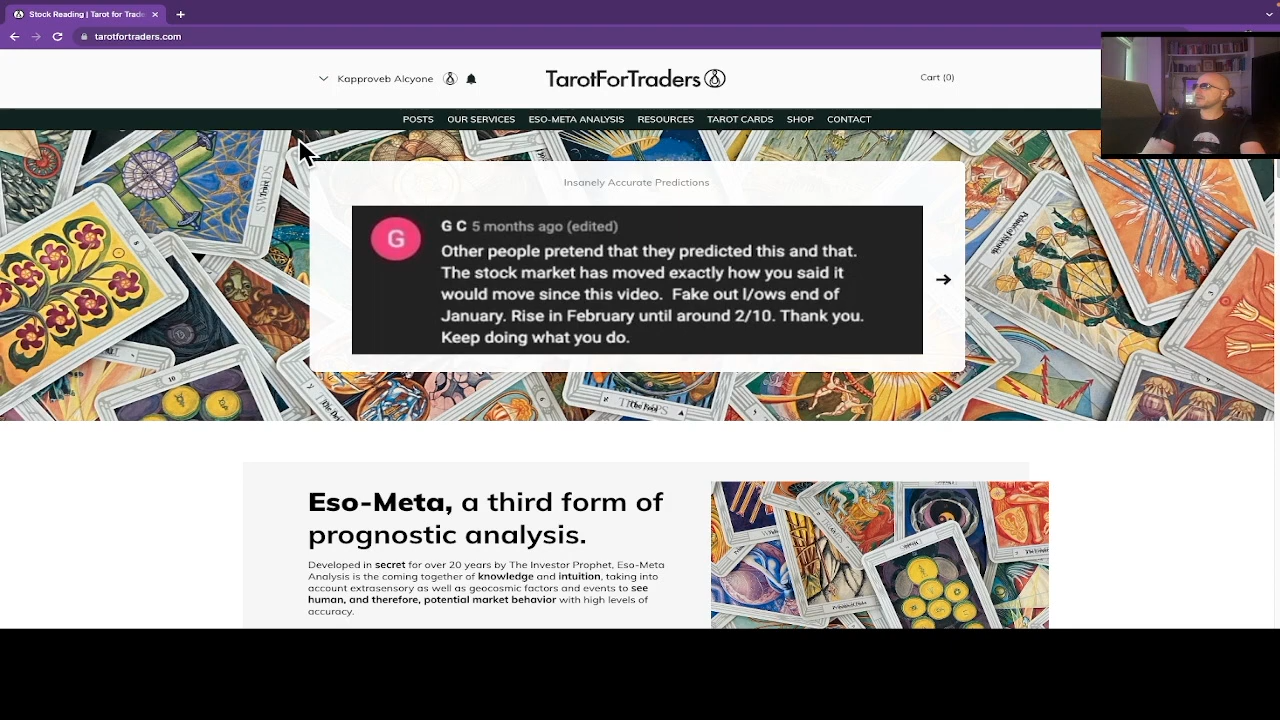 Stock Reading | Tarot for Trade
tarotfortraders.com
Kapproveb Alcyone
TarotForTraders
Cart (0)
POSTS OUR SERVICES ESO-META ANALYSIS RESOURCES TAROT CARDS SHOP CONTACT
Insanely Accurate Predictions
G
G C 5 months ago (edited)
Other people pretend that they predicted this and that.
The stock market has moved exactly how you said it
would move since this video. Fake out l/ows end of
January. Rise in February until around 2/10. Thank you.
Keep doing what you do.
Eso-Meta, a third form of
prognostic analysis.
Developed in secret for over 20 years by The Investor Prophet, Eso-Meta
Analysis is the coming together of knowledge and intuition, taking into
account extrasensory as well as geocosmic factors and events to see
human, and therefore, potential market behavior with high levels of
accuracy.